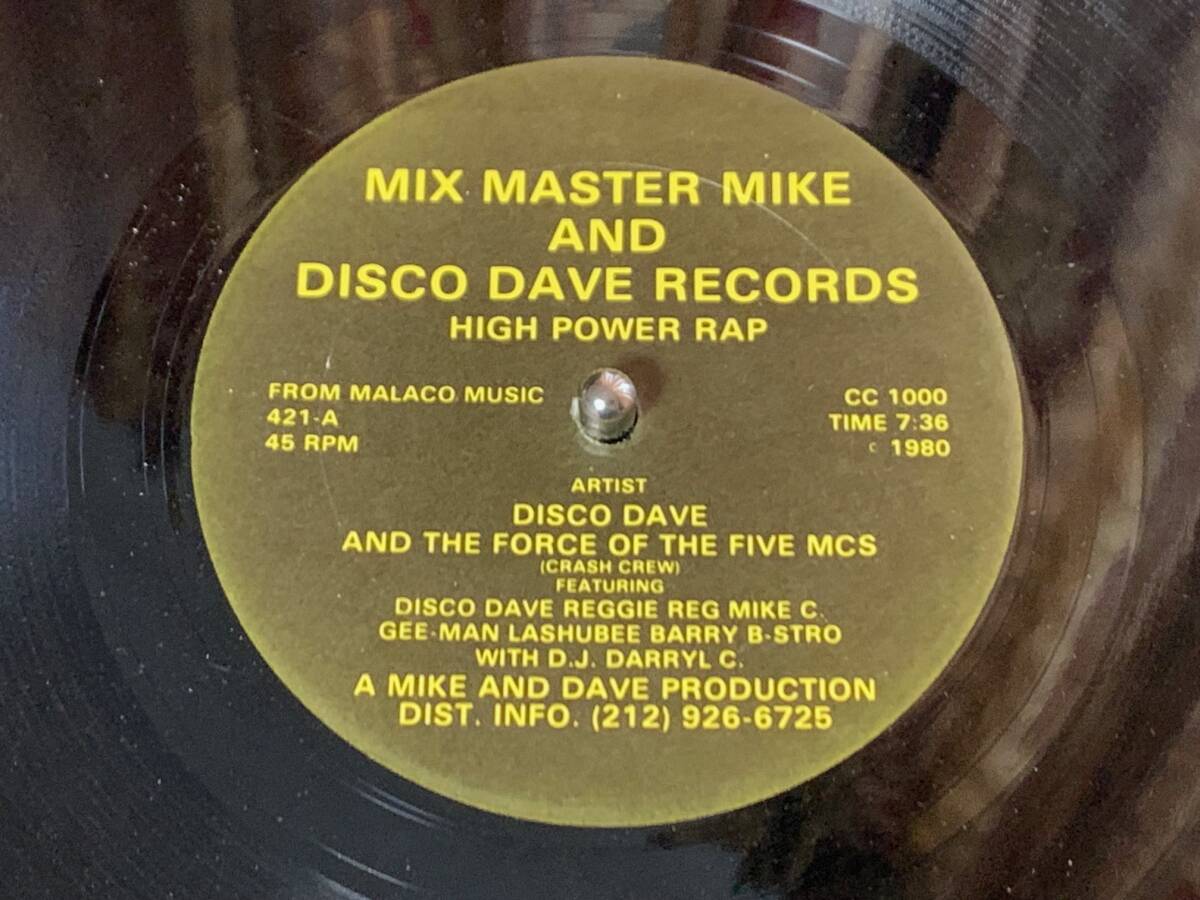 MIX MASTER MIKE
AND
DISCO DAVE RECORDS
HIGH POWER RAP
FROM MALACO MUSIC
421-A
45 RPM
CC 1000
TIME 7:36
c 1980
ARTIST
DISCO DAVE
AND THE FORCE OF THE FIVE MCS
(CRASH CREW)
FEATURING
DISCO DAVE REGGIE REG MIKE C.
GEE-MAN LASHUBEE BARRY B-STRO
WITH D.J. DARRYL C.
A MIKE AND DAVE PRODUCTION
DIST. INFO. (212) 926-6725